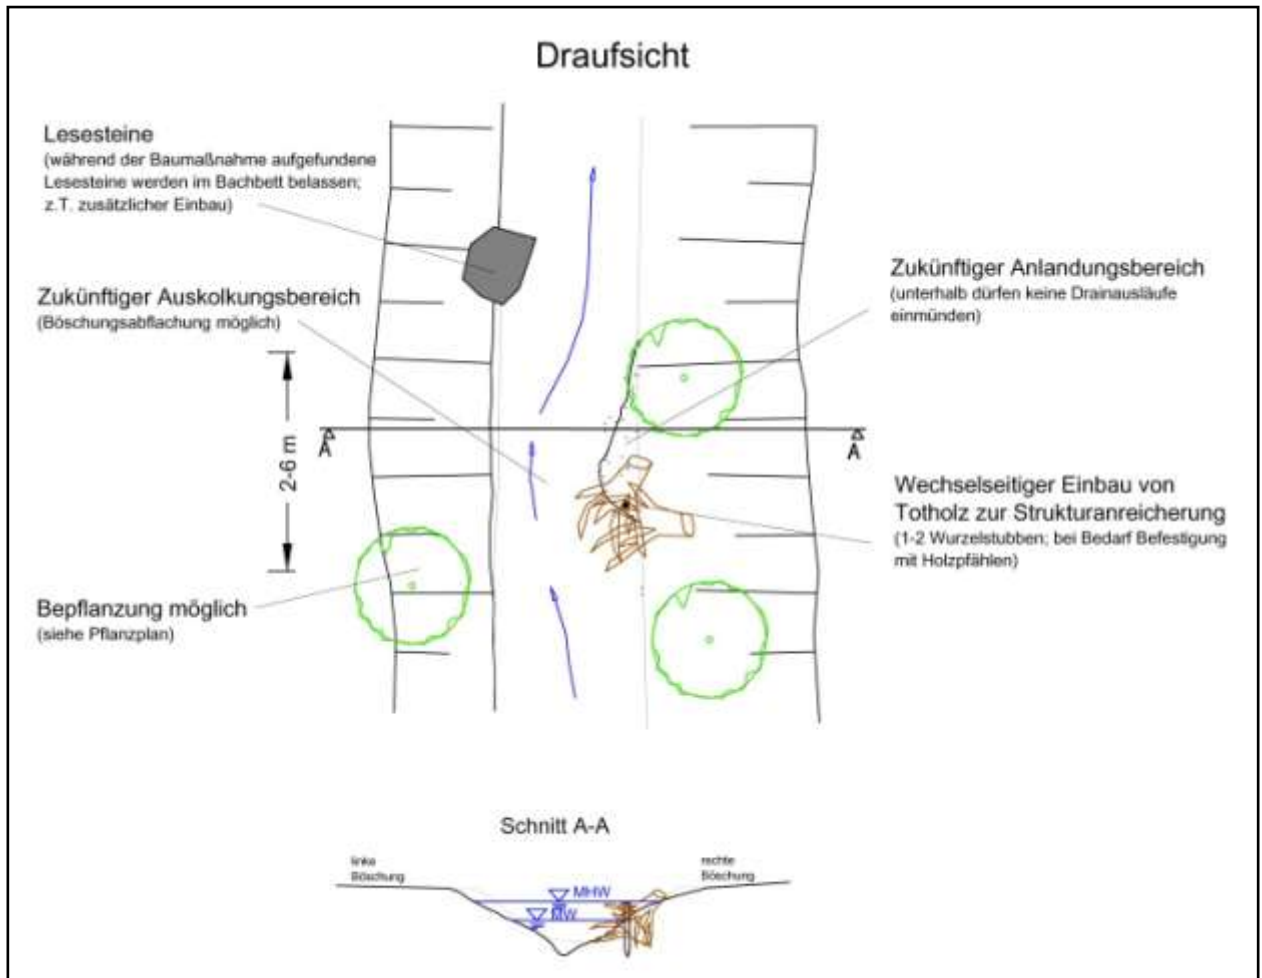 Draufsicht
Lesesteine
(während der Baumaßnahme aufgefundene
Lesesteine werden im Bachbett belassen;
z.T. zusätzlicher Einbau)
Zukünftiger Auskolkungsbereich
(Böschungsabflachung möglich)
2-6 m
Bepflanzung möglich
(siehe Pflanzplan)
Zukünftiger Anlandungsbereich
(unterhalb dürfen keine Drainausläufe
einmünden)
A
A
Wechselseitiger Einbau von
Totholz zur Strukturanreicherung
(1-2 Wurzelstubben; bei Bedarf Befestigung
mit Holzpfählen)
Schnitt A-A
linke
Böschung
rechte
Böschung
MHW
MW